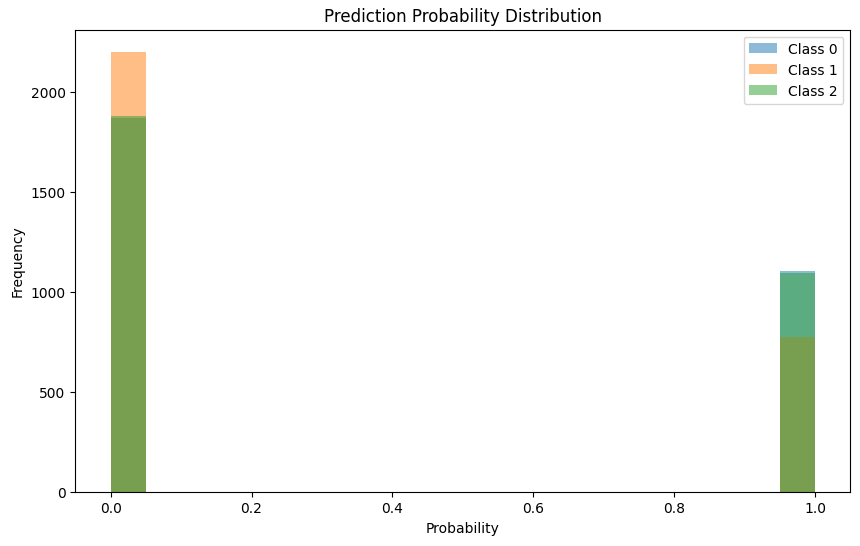 Prediction Probability Distribution
Class 0
Class 1
Class 2
Frequency
2000
1500
1000
500
0
0.0 0.2 0.4 0.6 0.8 1.0
Probability